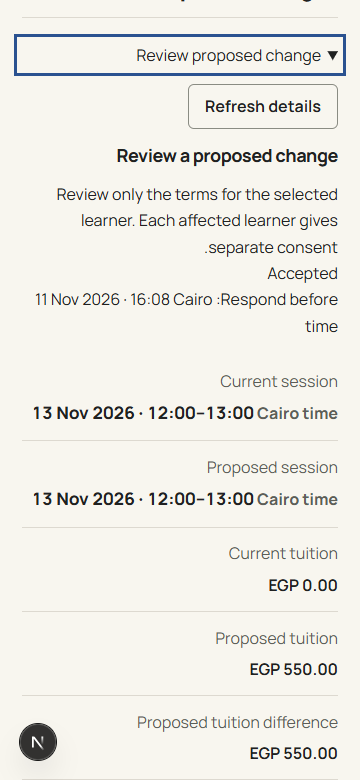 Review proposed change ▼
Refresh details
Review a proposed change
Review only the terms for the selected
learner. Each affected learner gives
.separate consent
Accepted
11 Nov 2026 · 16:08 Cairo :Respond before
time
Current session
13 Nov 2026 · 12:00–13:00 Cairo time
Proposed session
13 Nov 2026 · 12:00–13:00 Cairo time
Current tuition
EGP 0.00
Proposed tuition
EGP 550.00
Proposed tuition difference
N
EGP 550.00